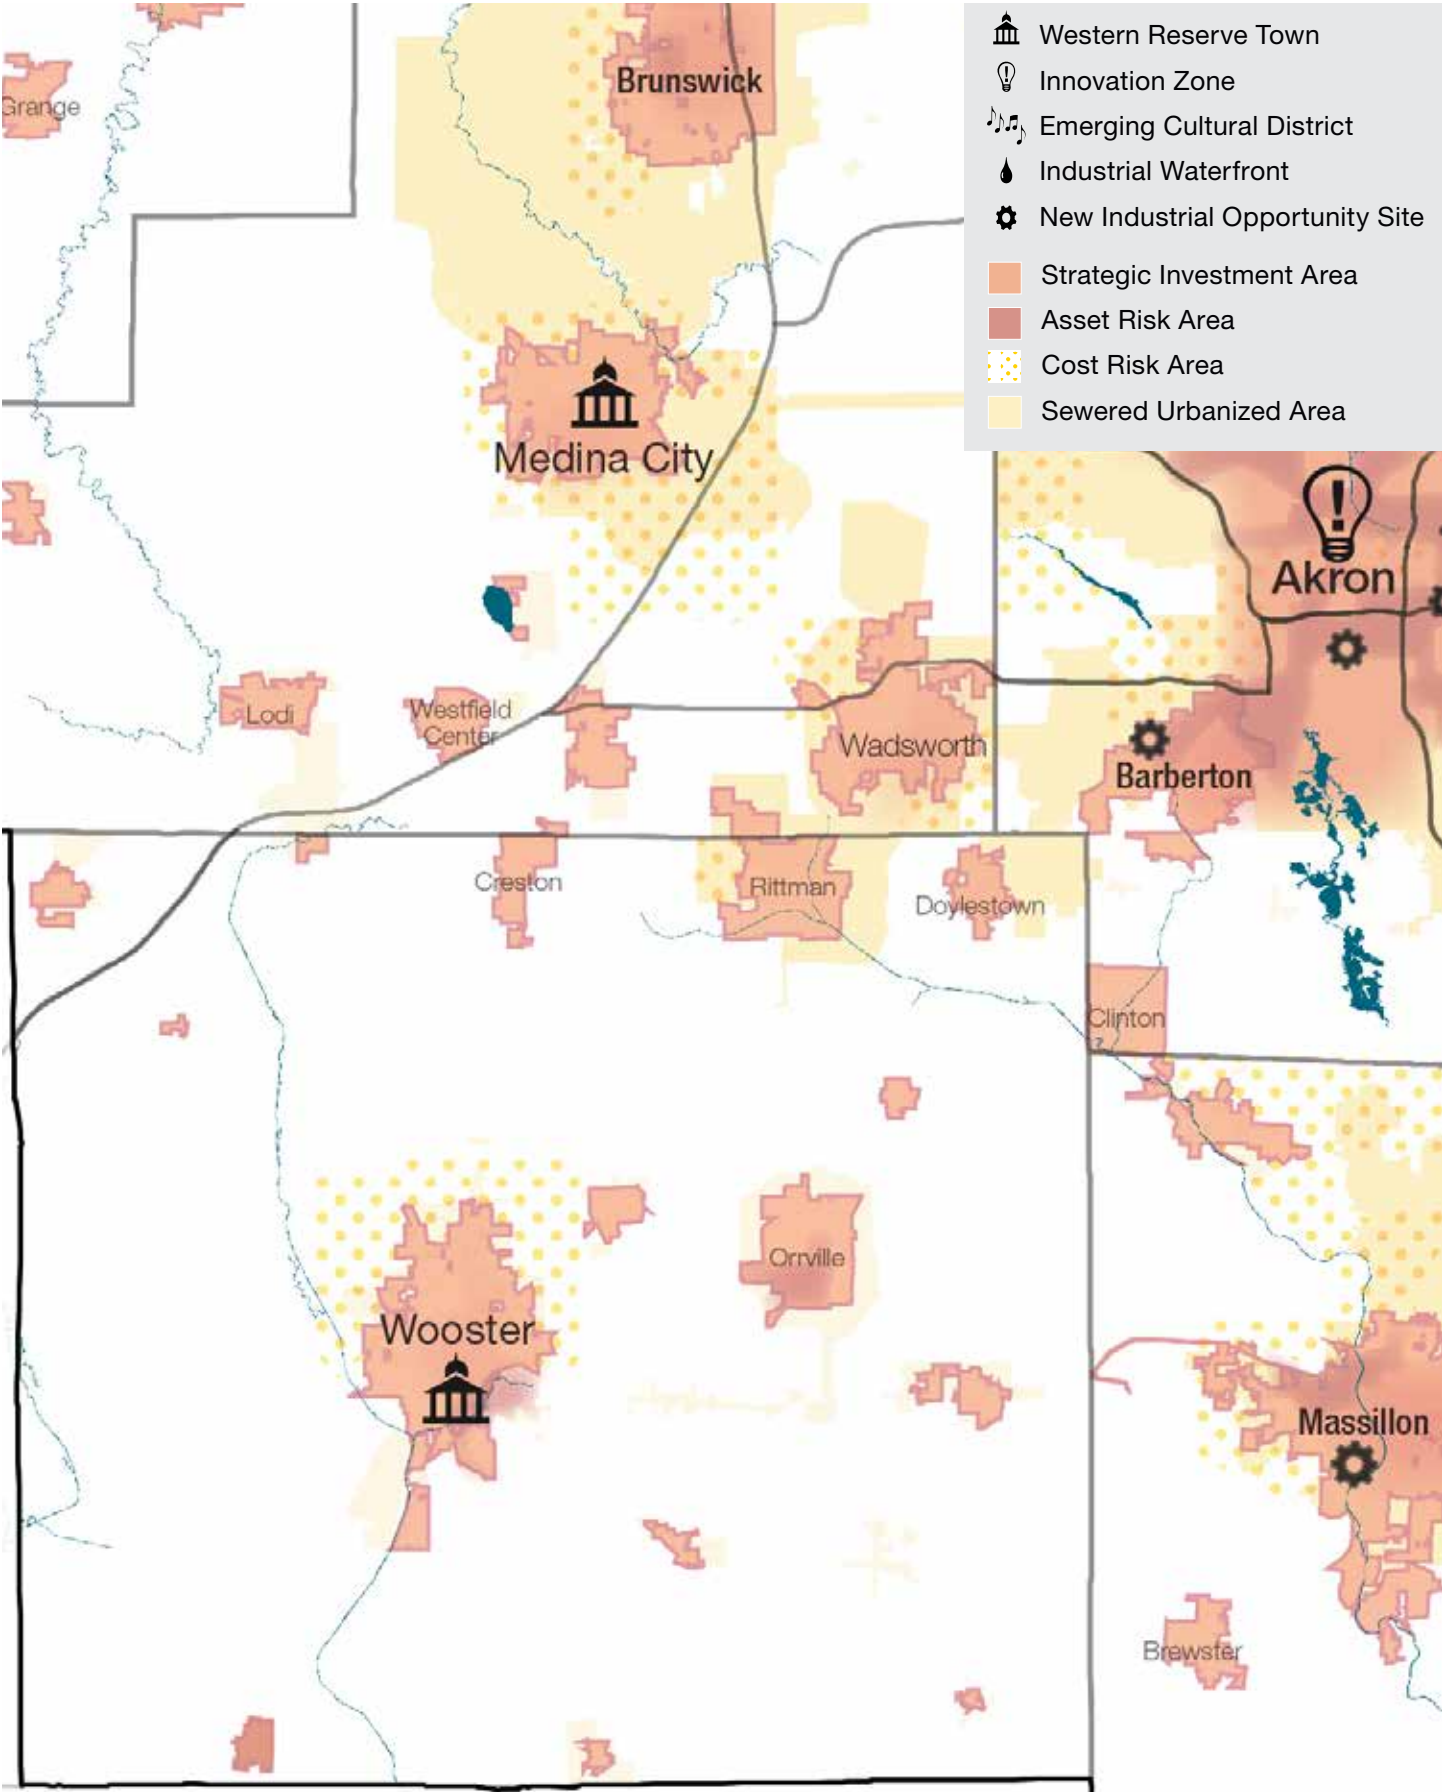 Western Reserve Town
Innovation Zone
Emerging Cultural District
Industrial Waterfront
New Industrial Opportunity Site
Strategic Investment Area
Asset Risk Area
Cost Risk Area
Sewered Urbanized Area
Brunswick
Grange
Medina City
Akron
Lodi
Westfield
Center
Wadsworth
Barberton
Creston
Rittman
Doylestown
Clinton
Orrville
Wooster
Massillon
Brewster